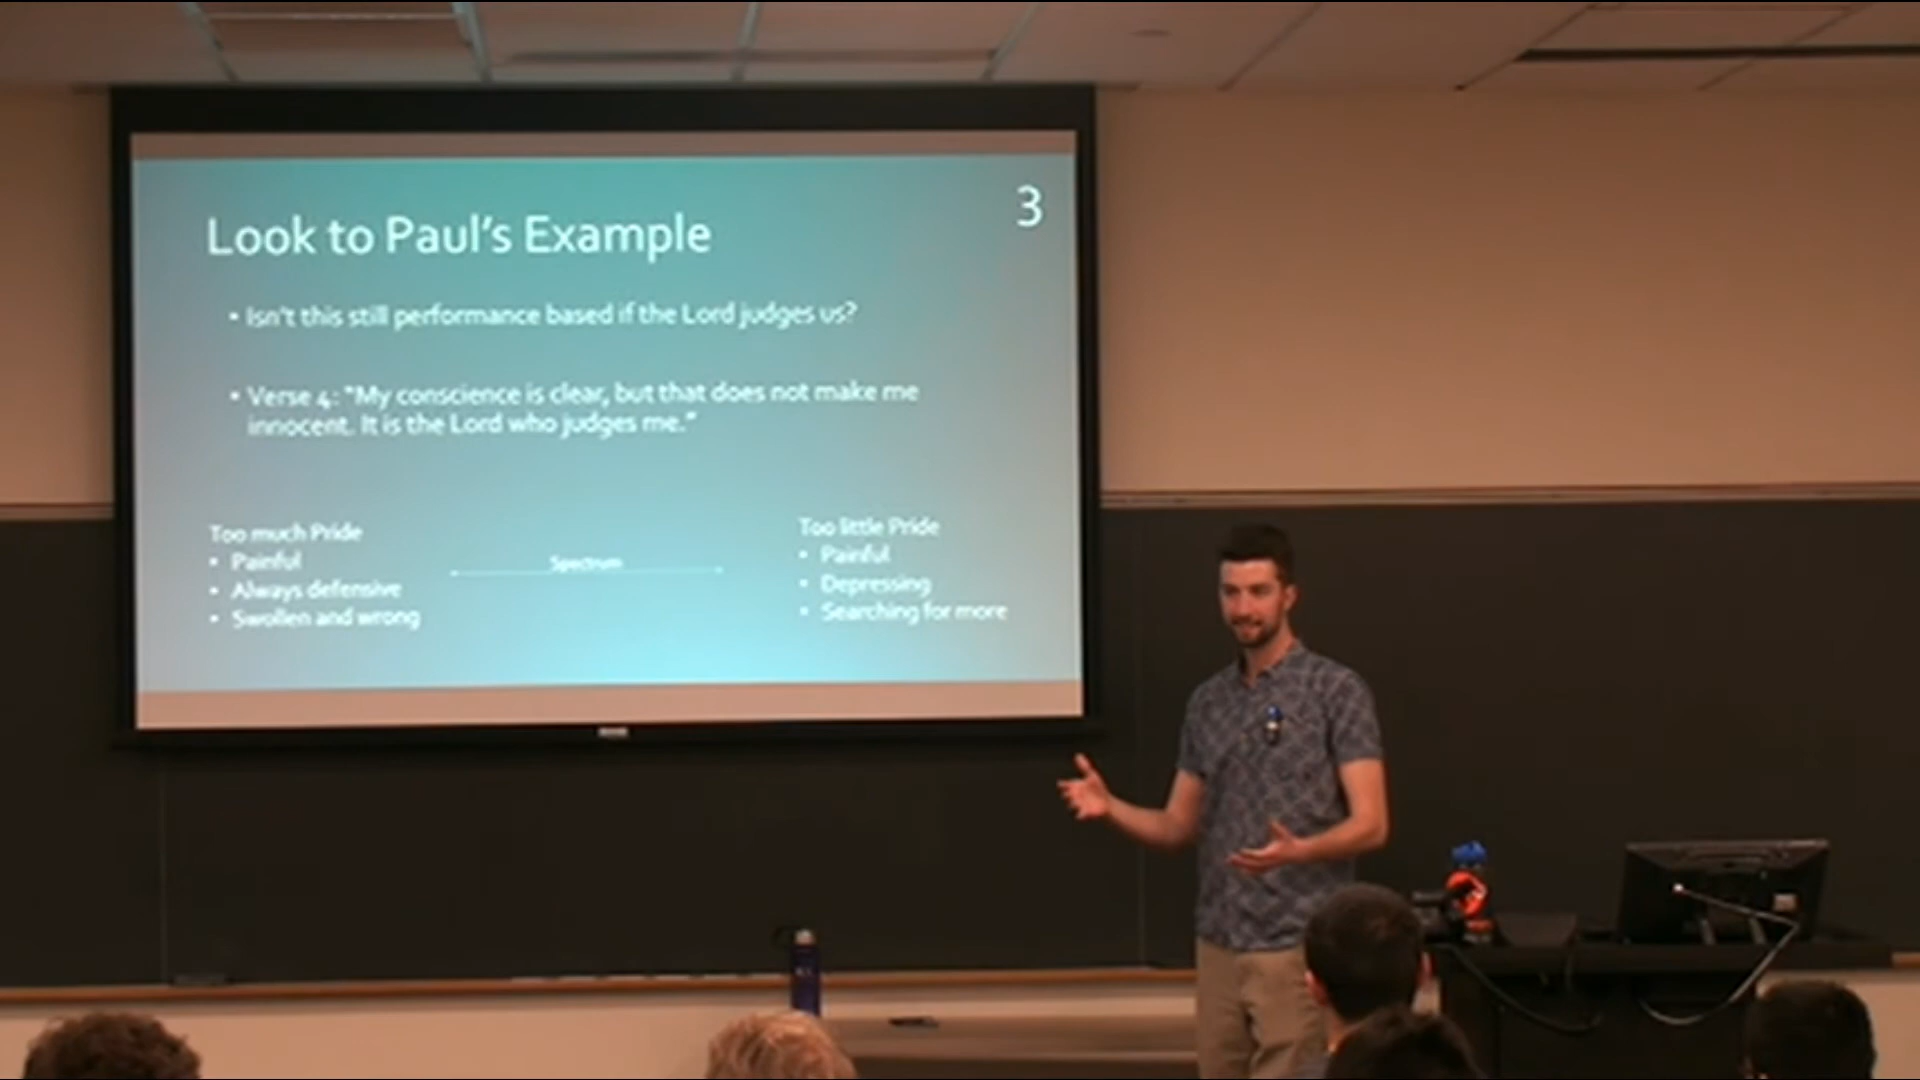 3
Look to Paul's Example
• Isn't this still performance based if the Lord judges us?
• Verse 4: "My conscience is clear, but that does not make me
innocent. It is the Lord who judges me."
Too much Pride
• Painful
• Always defensive
• Swollen and wrong
Spectrum
Too little Pride
• Painful
• Depressing
• Searching for more